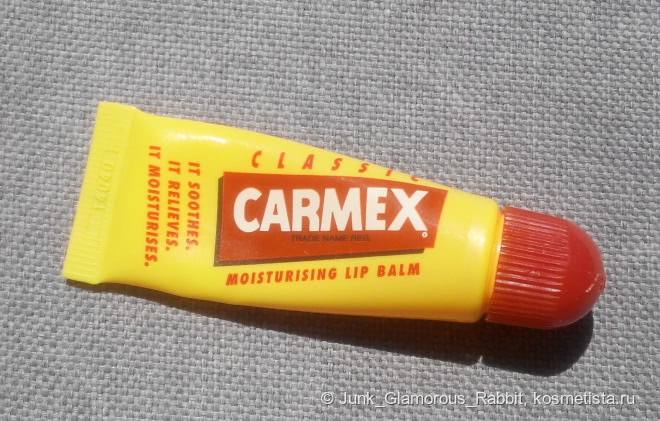 CLASSIC
CARMEX
TRADE NAME REG.
MOISTURISING LIP BALM
IT SOOTHES.
IT RELIEVES.
IT MOISTURISES.
© Junk_Glamorous_Rabbit, kosmetista.ru